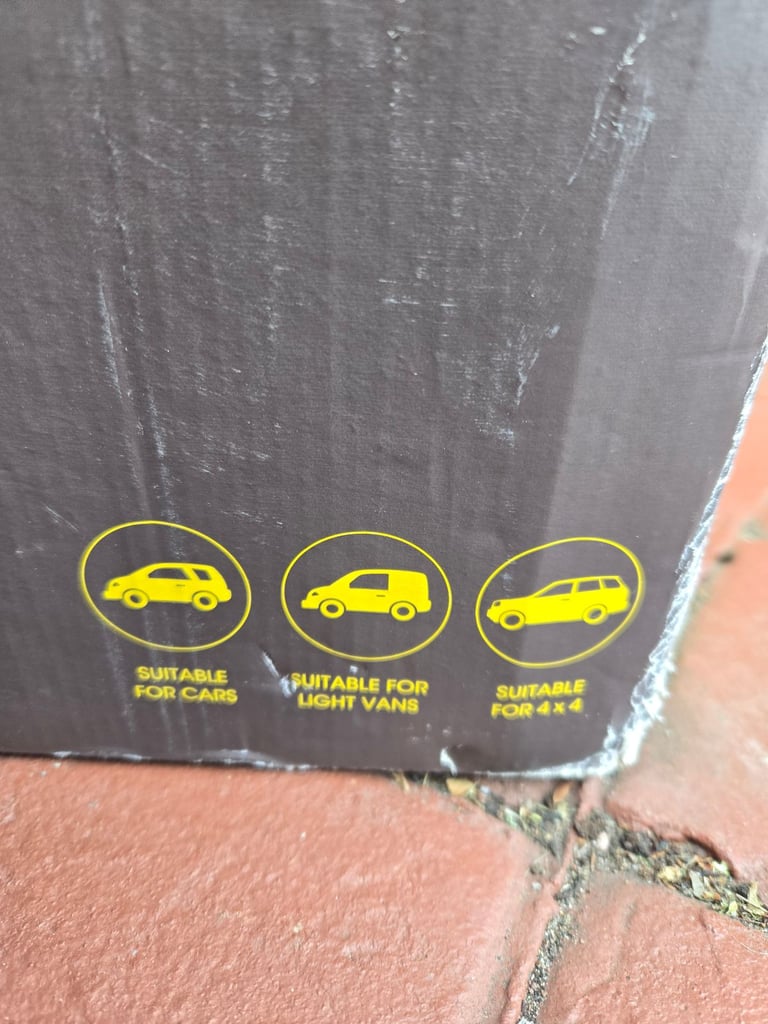 SUITABLE
FOR CARS
SUITABLE FOR
LIGHT VANS
SUITABLE
FOR 4 x 4